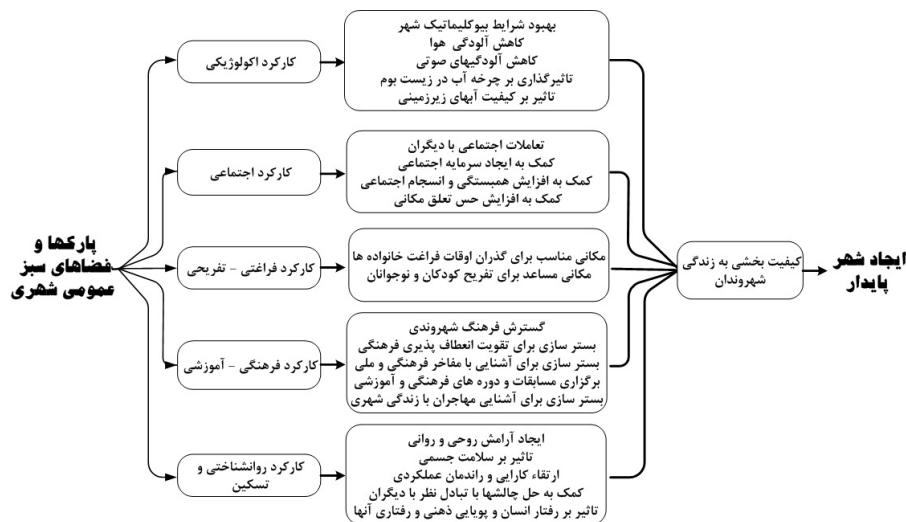 پارکها و
فضاهای سبز
عمومی شهری
کارکرد اکولوژیکی
بهبود شرایط بیوکلیماتیک شهر
کاهش آلودگی هوا
کاهش آلودگیهای صوتی
تاثیرگذاری بر چرخه آب در زیست بوم
تاثیر بر کیفیت آبهای زیرزمینی
کارکرد اجتماعی
تعاملات اجتماعی با دیگران
کمک به ایجاد سرمایه اجتماعی
کمک به افزایش همبستگی و انسجام اجتماعی
کمک به افزایش حس تعلق مکانی
کارکرد فراغتی - تفریحی
مکانی مناسب برای گذران اوقات فراغت خانواده ها
مکانی مساعد برای تفریح کودکان و نوجوانان
کارکرد فرهنگی - آموزشی
گسترش فرهنگ شهروندی
بستر سازی برای تقویت انعطاف پذیری فرهنگی
بستر سازی برای آشنایی با مفاخر فرهنگی و ملی
برگزاری مسابقات و دوره های فرهنگی و آموزشی
بستر سازی برای آشنایی مهاجران با زندگی شهری
کارکرد روانشناختی و
تسکین
ایجاد آرامش روحی و روانی
تاثیر بر سلامت جسمی
ارتقاء کارایی و راندمان عملکردی
کمک به حل چالشها با تبادل نظر با دیگران
تاثیر بر رفتار انسان و پویایی ذهنی و رفتاری آنها
کیفیت بخشی به زندگی
شهروندان
ایجاد شهر
پایدار